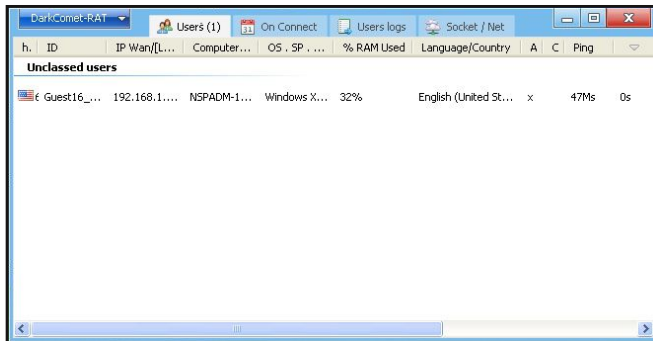 DarkComet-RAT Users (1) 31 On Connect Users logs Socket / Net
h. ID IP Wan/[L... Computer... OS . SP . ... % RAM Used Language/Country A C Ping
Unclassed users
Guest16_... 192.168.1.... NSPADM-1... Windows X... 32% English (United St... x 47Ms 0s